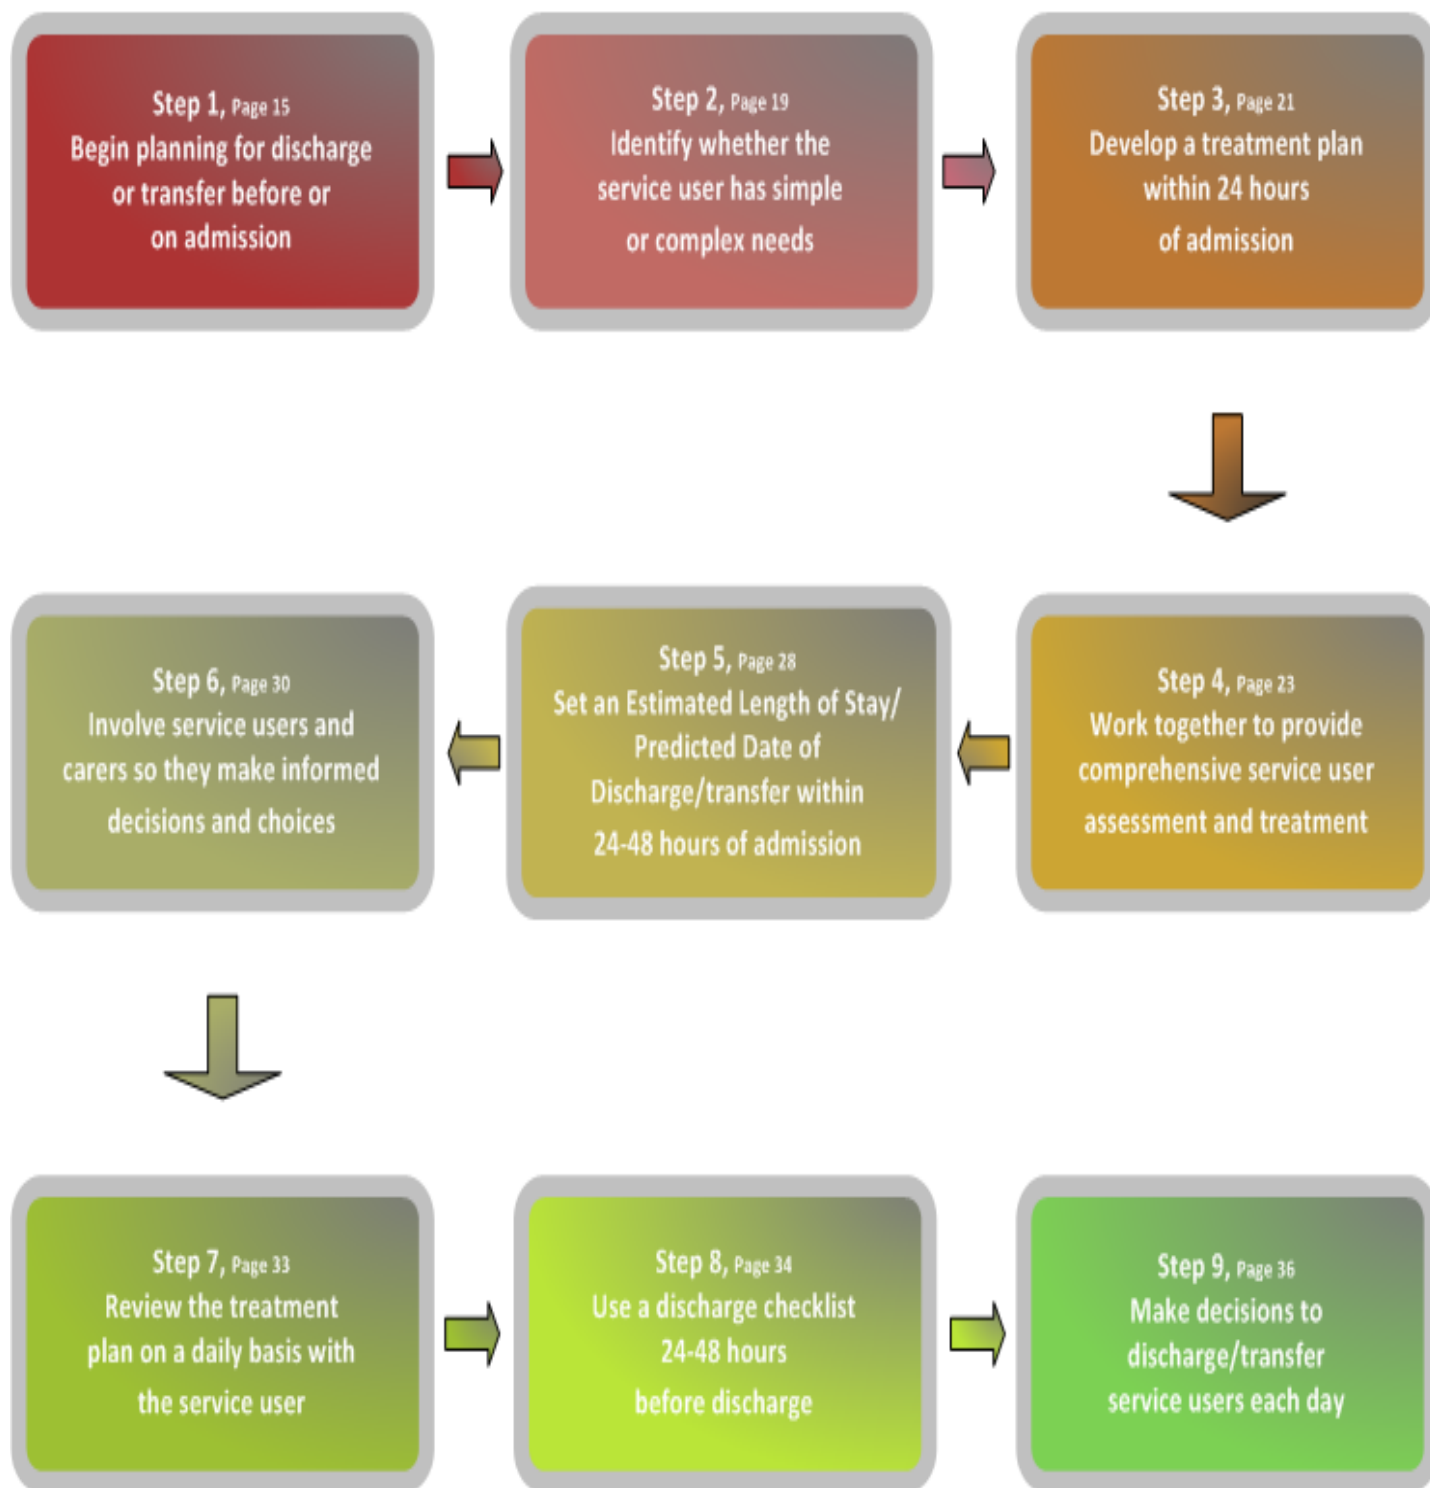 Step 1, Page 15
Begin planning for discharge
or transfer before or
on admission
Step 2, Page 19
Identify whether the
service user has simple
or complex needs
Step 3, Page 21
Develop a treatment plan
within 24 hours
of admission
Step 4, Page 23
Work together to provide
comprehensive service user
assessment and treatment
Step 5, Page 28
Set an Estimated Length of Stay/
Predicted Date of
Discharge/transfer within
24-48 hours of admission
Step 6, Page 30
Involve service users and
carers so they make informed
decisions and choices
Step 7, Page 33
Review the treatment
plan on a daily basis with
the service user
Step 8, Page 34
Use a discharge checklist
24-48 hours
before discharge
Step 9, Page 36
Make decisions to
discharge/transfer
service users each day